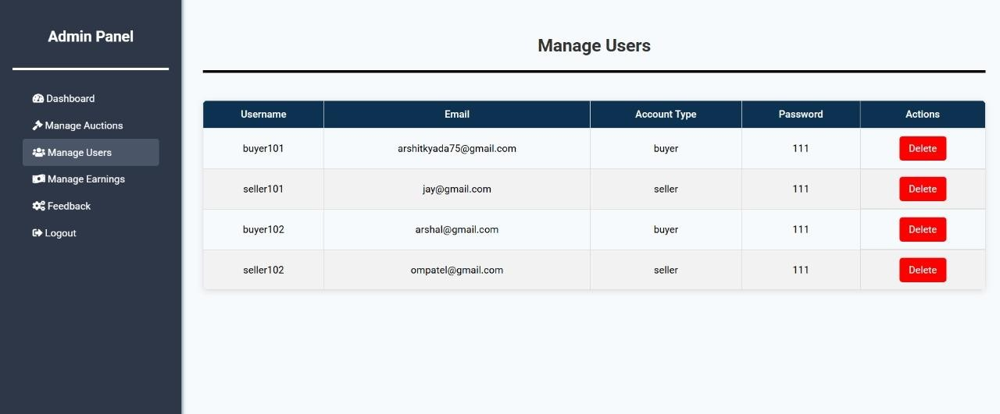 Admin Panel
Dashboard
Manage Auctions
Manage Users
Manage Earnings
Feedback
Logout
Manage Users
Username Email Account Type Password Actions
buyer101 arshitkyada75@gmail.com buyer 111 Delete
seller101 jay@gmail.com seller 111 Delete
buyer102 arshal@gmail.com buyer 111 Delete
seller102 ompatel@gmail.com seller 111 Delete